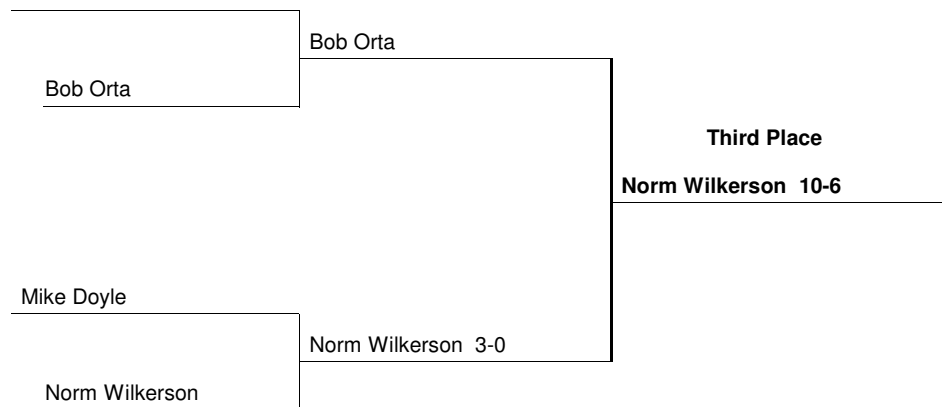 Bob Orta
Bob Orta
Third Place
Norm Wilkerson 10-6
Mike Doyle
Norm Wilkerson 3-0
Norm Wilkerson